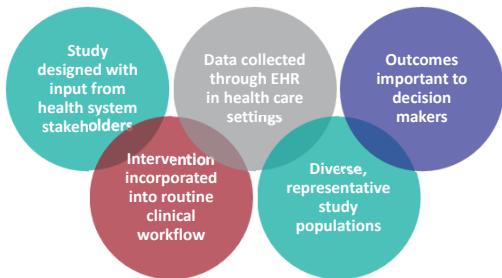 Study
designed with
input from
health system
stakeholders
Data collected
through EHR
in health care
settings
Outcomes
important to
decision
makers
Intervention
incorporated
into routine
clinical
workflow
Diverse,
representative
study
populations